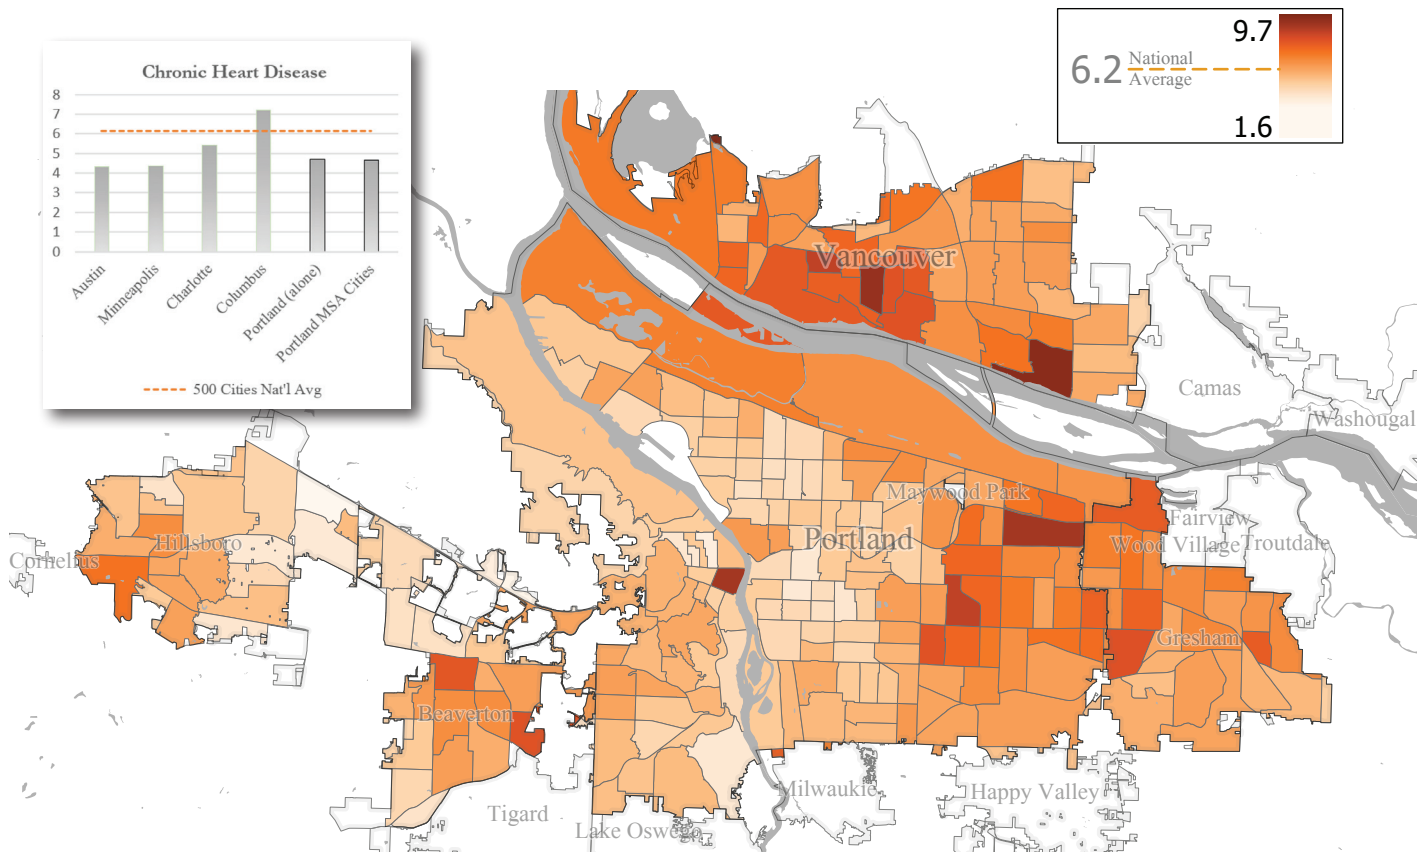 Chronic Heart Disease
8
7
6
5
4
3
2
1
0
Austin
Minneapolis
Charlotte
Columbus
Portland (alone)
Portland MSA Cities
500 Cities Nat'l Avg
9.7
6.2 National Average
1.6
Vancouver
Camas
Washougal
Maywood Park
Portland
Fairview
Wood Village
Troutdale
Hillsboro
Cornelius
Gresham
Beaverton
Tigard
Lake Oswego
Milwaukie
Happy Valley